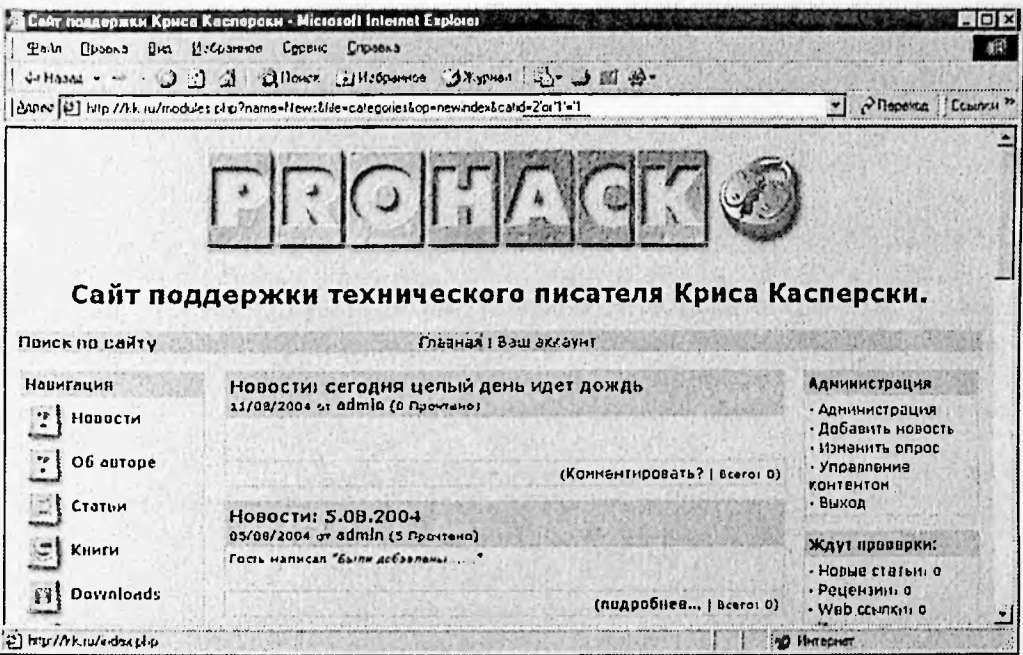 Сайт поддержки Криса Касперски - Microsoft Internet Explorer
Файл Правка Вид Избранное Сервис Справка
Назад Поиск Избранное Журнал
Адрес http://kk.ru/modules.php?name=News&file=categories&op=newindex&catid=2'or'1'='1 Переход Ссылки »
PROHACK
Сайт поддержки технического писателя Криса Касперски.
Поиск по сайту Главная | Ваш аккаунт
Навигация
Новости
Об авторе
Статьи
Книги
Downloads
Новости: сегодня целый день идет дождь
11/08/2004 от admin (0 Прочтено)
(Комментировать? | Всего: 0)
Новости: 5.08.2004
05/08/2004 от admin (5 Прочтено)
Гость написал "Были добавлены ... "
(подробнее... | Всего: 0)
Администрация
· Администрация
· Добавить новость
· Изменить опрос
· Управление
контентом
· Выход
Ждут проверки:
· Новые статьи: 0
· Рецензии: 0
· Web ссылки: 0
http://kk.ru/index.php Интернет